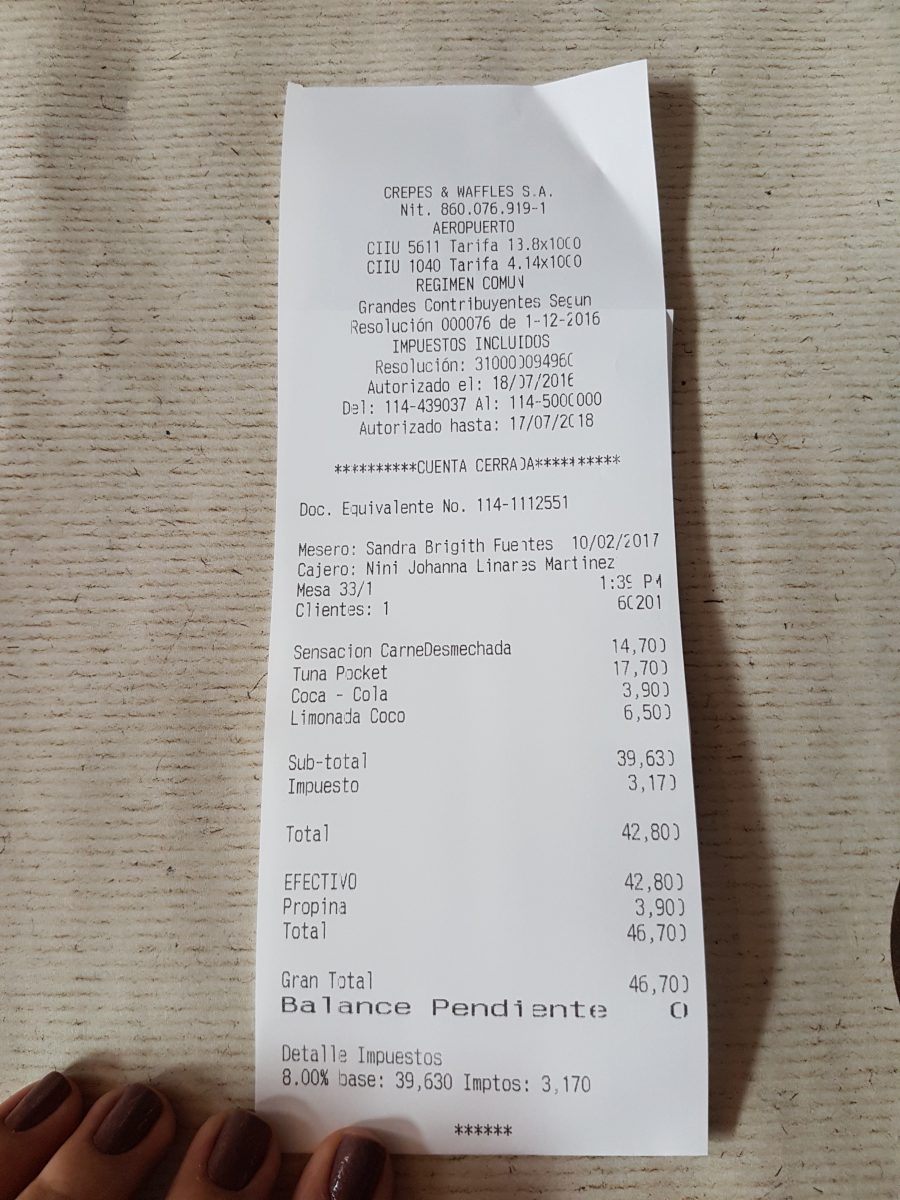 CREPES & WAFFLES S.A.
Nit. 860.076.919-1
AEROPUERTO
CIIU 5611 Tarifa 13.8x1000
CIIU 1040 Tarifa 4.14x1000
REGIMEN COMUN
Grandes Contribuyentes Segun
Resolución 000076 de 1-12-2016
IMPUESTOS INCLUIDOS
Resolución: 310000094960
Autorizado el: 18/07/2016
Del: 114-439037 Al: 114-5000000
Autorizado hasta: 17/07/2018
**********CUENTA CERRADA**********
Doc. Equivalente No. 114-1112551
Mesero: Sandra Brigith Fuentes 10/02/2017
Cajero: Nini Johanna Linares Martinez
Mesa 33/1 1:39 PM
Clientes: 1 60201
Sensacion CarneDesmechada 14,700
Tuna Pocket 17,700
Coca - Cola 3,900
Limonada Coco 6,500
Sub-total 39,630
Impuesto 3,170
Total 42,800
EFECTIVO 42,800
Propina 3,900
Total 46,700
Gran Total 46,700
Balance Pendiente 0
Detalle Impuestos
8.00% base: 39,630 Imptos: 3,170
******